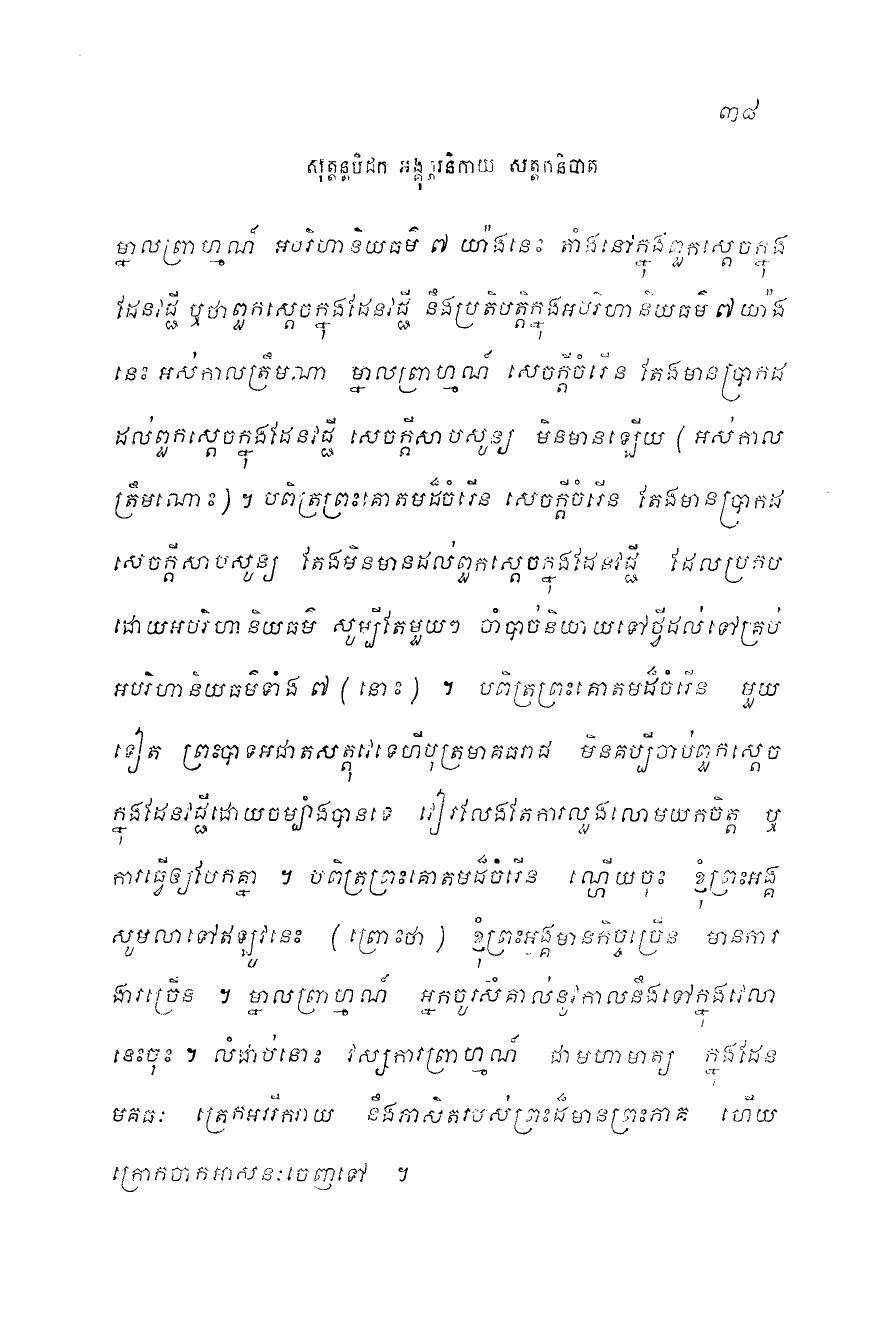 ៣៨
សុត្តន្តបិដក អង្គុត្តរនិកាយ សត្តកនិបាត
ម្នាលព្រាហ្មណ៍ អបរិហានិយធម៌ ៧ យ៉ាងនេះ តាំងនៅក្នុងពួកស្តេចក្នុង
ដែនវជ្ជី ឬថាពួកស្តេចក្នុងដែនវជ្ជី នឹងប្រតិបត្តិក្នុងអបរិហានិយធម៌ ៧ យ៉ាង
នេះ អស់កាលត្រឹមណា ម្នាលព្រាហ្មណ៍ សេចក្តីចំរើន តែងមានប្រាកដ
ដល់ពួកស្តេចក្នុងដែនវជ្ជី សេចក្តីសាបសូន្យ មិនមានឡើយ (អស់កាល
ត្រឹមណោះ) ។ បពិត្រព្រះគោតមដ៏ចំរើន សេចក្តីចំរើន តែងមានប្រាកដ
សេចក្តីសាបសូន្យ តែងមិនមានដល់ពួកស្តេចក្នុងដែនវជ្ជី ដែលប្រកប
ដោយអបរិហានិយធម៌ សូម្បីតែមួយៗ ចាំបាច់និយាយទៅថ្វីដល់ទៅគ្រប់
អបរិហានិយធម៌ទាំង ៧ (នោះ) ។ បពិត្រព្រះគោតមដ៏ចំរើន មួយ
ទៀត ព្រះបាទអជាតសត្តុវេទេហីបុត្រមាគធរាជ មិនគប្បីចាប់ពួកស្តេច
ក្នុងដែនវជ្ជីដោយចម្បាំងបានទេ វៀរលែងតែការលួងលោមយកចិត្ត ឬ
ការធ្វើឲ្យបែកគ្នា ។ បពិត្រព្រះគោតមដ៏ចំរើន ណ្ហើយចុះ ខ្ញុំព្រះអង្គ
សូមលាទៅឥឡូវនេះ (ព្រោះថា) ខ្ញុំព្រះអង្គមានកិច្ចច្រើន មានការ
ងារច្រើន ។ ម្នាលព្រាហ្មណ៍ អ្នកចូរសំគាល់នូវកាលនឹងទៅក្នុងវេលា
នេះចុះ ។ លំដាប់នោះ វស្សការព្រាហ្មណ៍ ជាមហាមាត្យ ក្នុងដែន
មគធៈ ត្រេកអររីករាយ នឹងភាសិតរបស់ព្រះដ៏មានព្រះភាគ ហើយ
ក្រោកចាកអាសនៈចេញទៅ ។